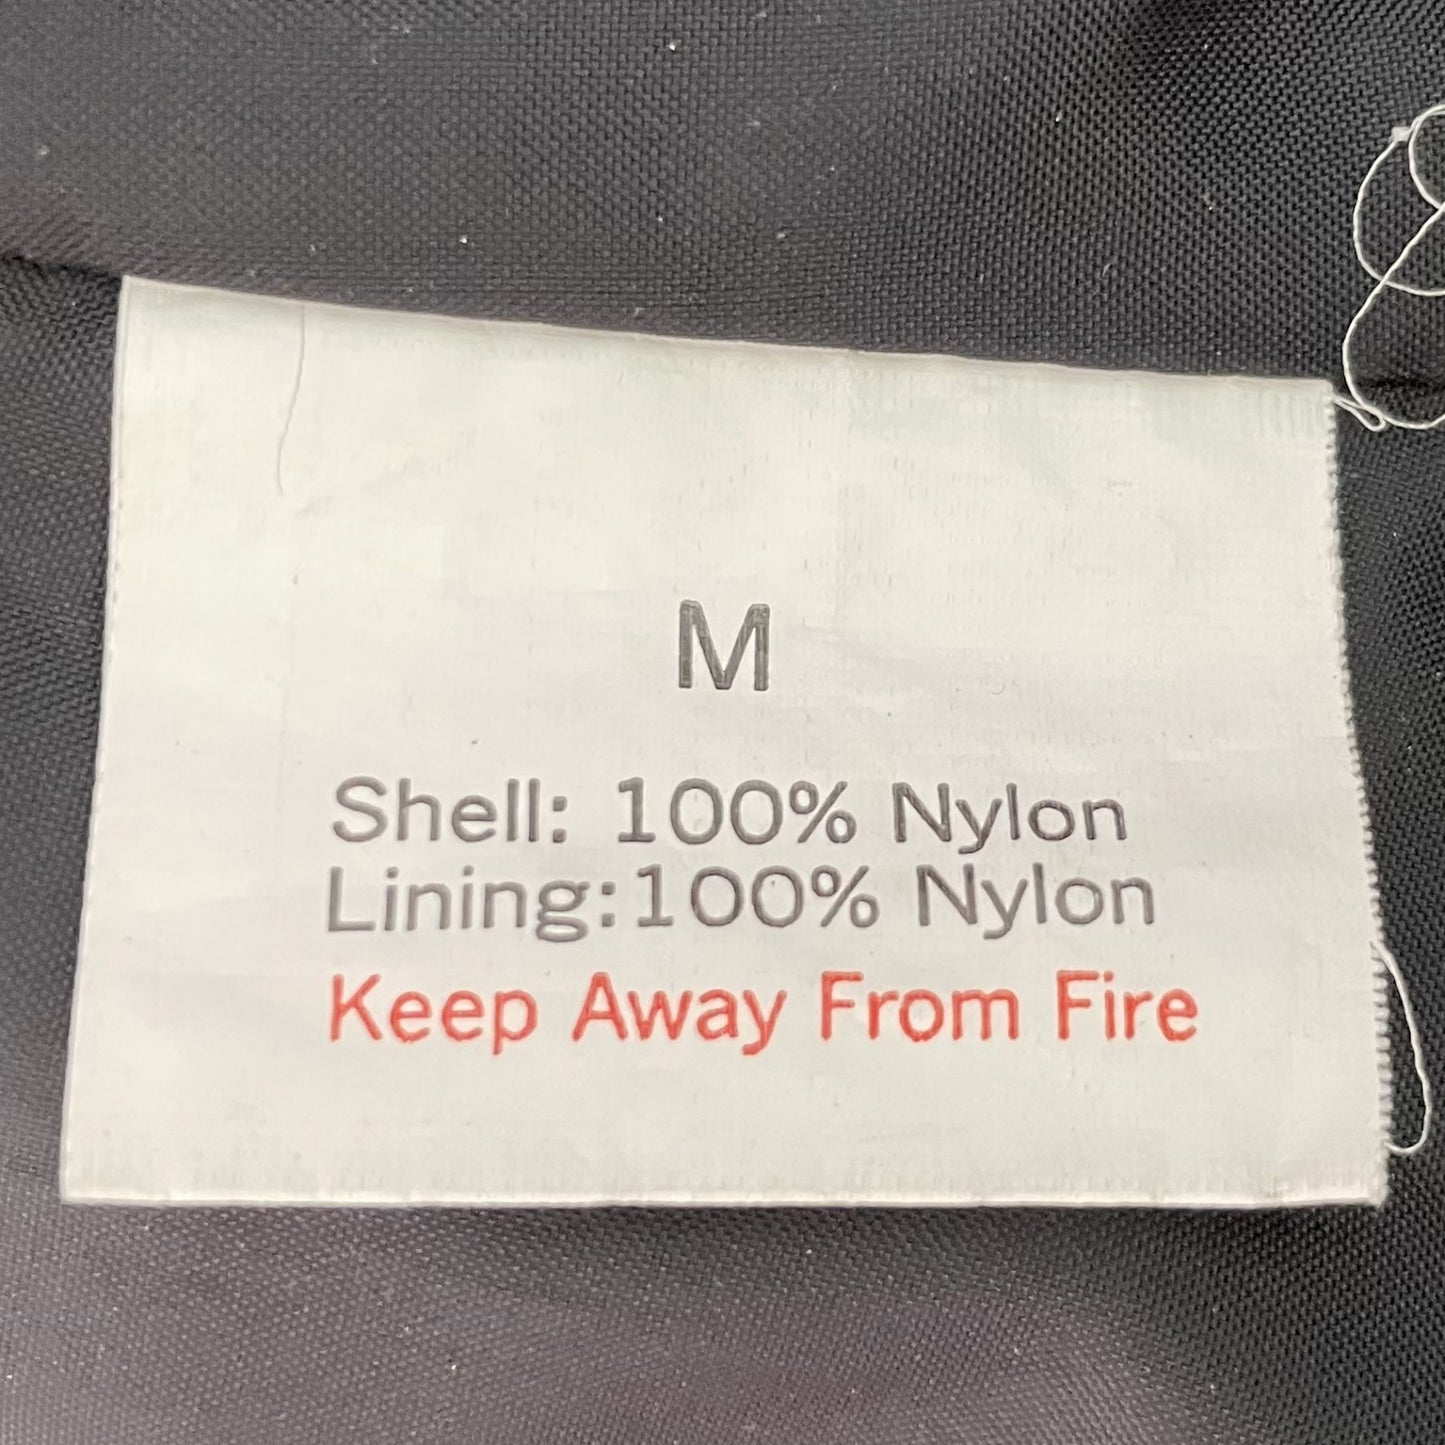 M
Shell: 100% Nylon
Lining:100% Nylon
Keep Away From Fire